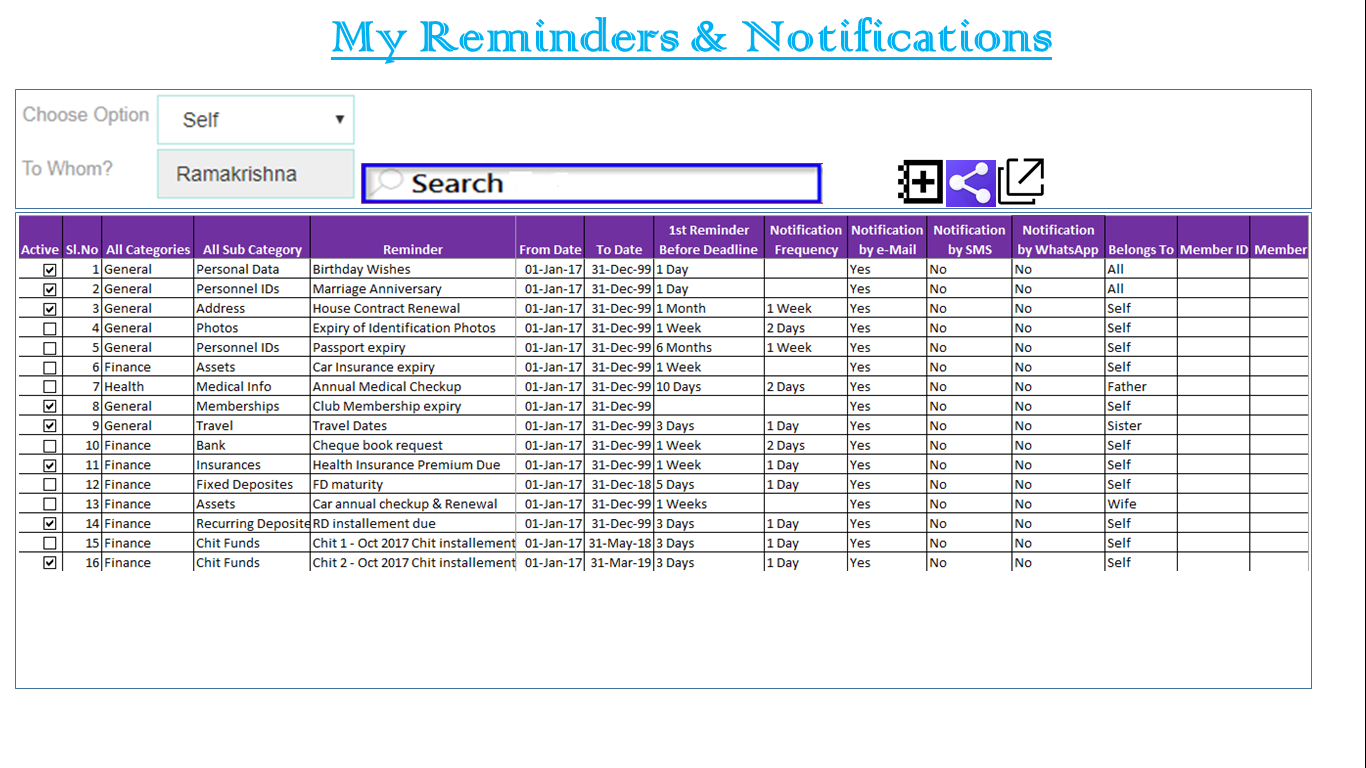 My Reminders & Notifications
Choose Option Self
To Whom? Ramakrishna Search
Active Sl.No All Categories All Sub Category Reminder From Date To Date 1st Reminder Before Deadline Notification Frequency Notification by e-Mail Notification by SMS Notification by WhatsApp Belongs To Member ID Member
1 General Personal Data Birthday Wishes 01-Jan-17 31-Dec-99 1 Day Yes No No All
2 General Personnel IDs Marriage Anniversary 01-Jan-17 31-Dec-99 1 Day Yes No No All
3 General Address House Contract Renewal 01-Jan-17 31-Dec-99 1 Month 1 Week Yes No No Self
4 General Photos Expiry of Identification Photos 01-Jan-17 31-Dec-99 1 Week 2 Days Yes No No Self
5 General Personnel IDs Passport expiry 01-Jan-17 31-Dec-99 6 Months 1 Week Yes No No Self
6 Finance Assets Car Insurance expiry 01-Jan-17 31-Dec-99 1 Week Yes No No Self
7 Health Medical Info Annual Medical Checkup 01-Jan-17 31-Dec-99 10 Days 2 Days Yes No No Father
8 General Memberships Club Membership expiry 01-Jan-17 31-Dec-99 Yes No No Self
9 General Travel Travel Dates 01-Jan-17 31-Dec-99 3 Days 1 Day Yes No No Sister
10 Finance Bank Cheque book request 01-Jan-17 31-Dec-99 1 Week 2 Days Yes No No Self
11 Finance Insurances Health Insurance Premium Due 01-Jan-17 31-Dec-99 1 Week 1 Day Yes No No Self
12 Finance Fixed Deposites FD maturity 01-Jan-17 31-Dec-18 5 Days 1 Day Yes No No Self
13 Finance Assets Car annual checkup & Renewal 01-Jan-17 31-Dec-99 1 Weeks Yes No No Wife
14 Finance Recurring Deposite RD installement due 01-Jan-17 31-Dec-99 3 Days 1 Day Yes No No Self
15 Finance Chit Funds Chit 1 - Oct 2017 Chit installement 01-Jan-17 31-May-18 3 Days 1 Day Yes No No Self
16 Finance Chit Funds Chit 2 - Oct 2017 Chit installement 01-Jan-17 31-Mar-19 3 Days 1 Day Yes No No Self